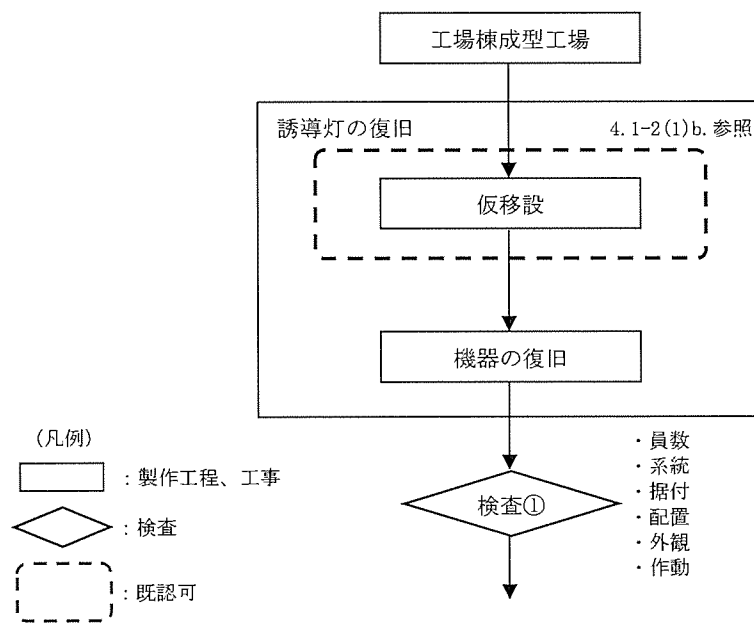 工場棟成型工場
誘導灯の復旧 4.1-2(1)b.参照
仮移設
機器の復旧
検査①
・員数
・系統
・据付
・配置
・外観
・作動
(凡例)
：製作工程、工事
：検査
：既認可